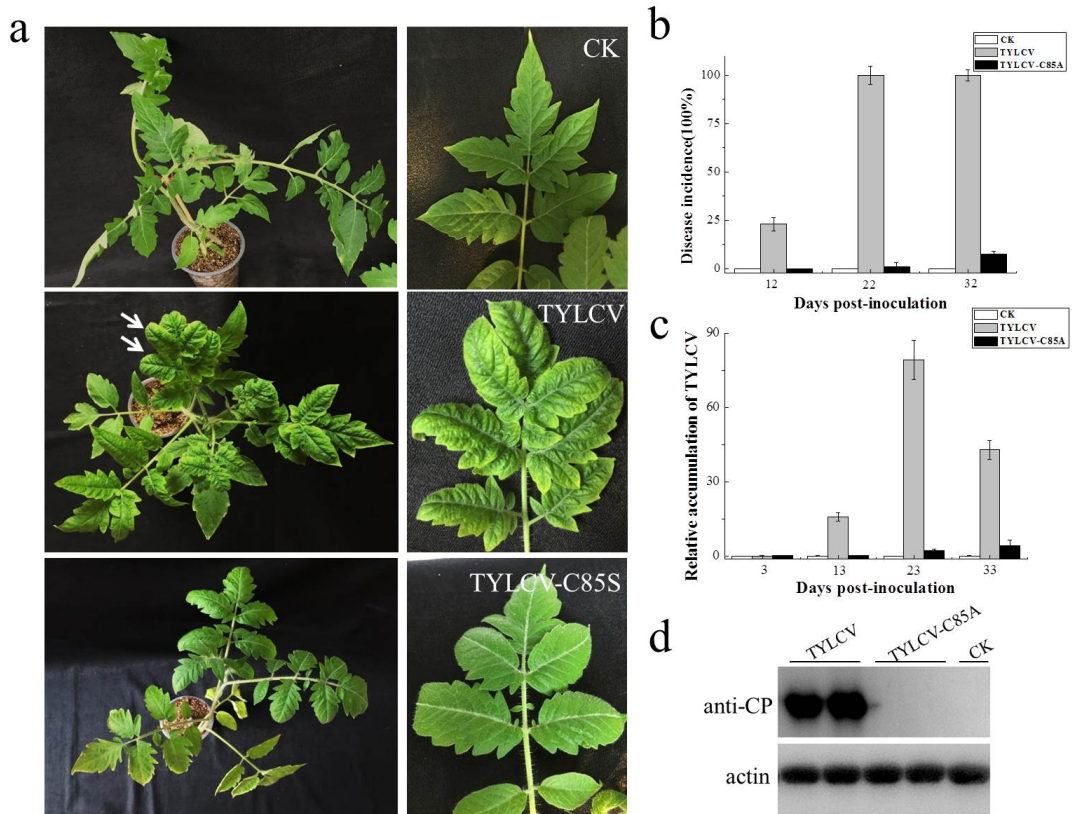 a
CK
TYLCV
TYLCV-C85S
b
CK
TYLCV
TYLCV-C85A
Disease incidence(100%)
100
75
50
25
0
12
22
32
Days post-inoculation
c
CK
TYLCV
TYLCV-C85A
Relative accumulation of TYLCV
90
60
30
0
3
13
23
33
Days post-inoculation
d
TYLCV
TYLCV-C85A
CK
anti-CP
actin